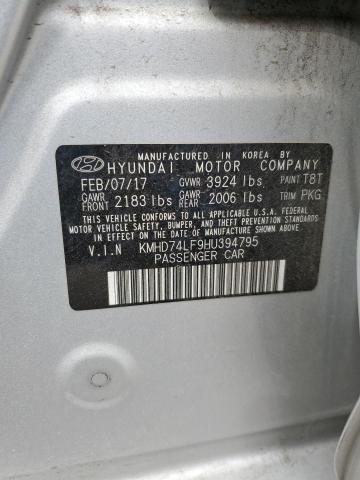 MANUFACTURED IN KOREA BY
HYUNDAI MOTOR COMPANY
FEB/07/17 GVWR 3924 lbs PAINT T8T
GAWR FRONT 2183 lbs GAWR REAR 2006 lbs TRIM PKG
THIS VEHICLE CONFORMS TO ALL APPLICABLE U.S.A. FEDERAL
MOTOR VEHICLE SAFETY, BUMPER, AND THEFT PREVENTION
STANDARDS IN EFFECT ON THE DATE OF MANUFACTURE SHOWN ABOVE.
V.I.N KMHD74LF9HU394795
PASSENGER CAR